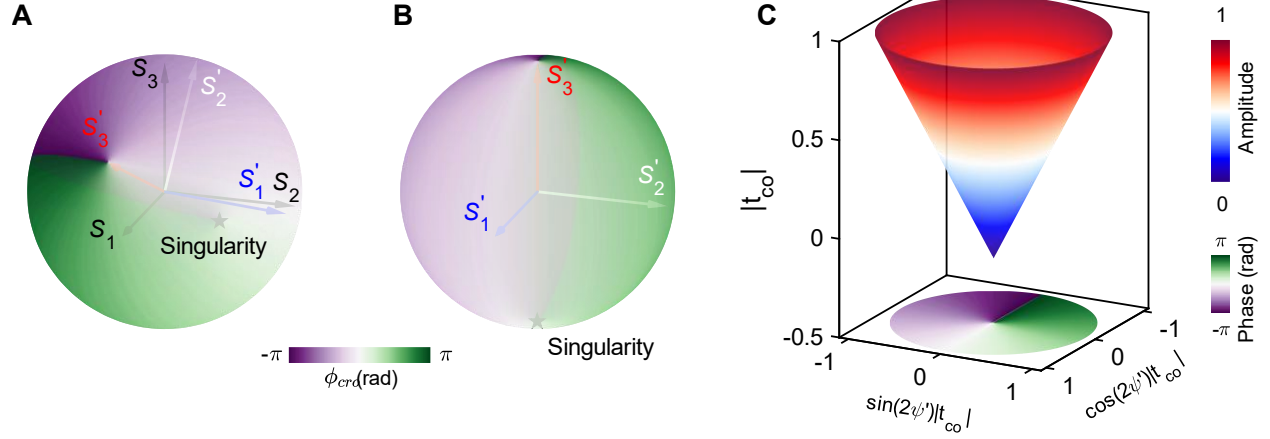 A
B
C
S3
S'2
S'3
S'1
S2
S1
Singularity
S'3
S'2
S'1
Singularity
-π
π
ϕcro(rad)
1
0.5
0
-0.5
|tco|
-1
0
1
sin(2ψ')|tco|
1
0
-1
cos(2ψ')|tco|
1
Amplitude
0
π
Phase (rad)
-π